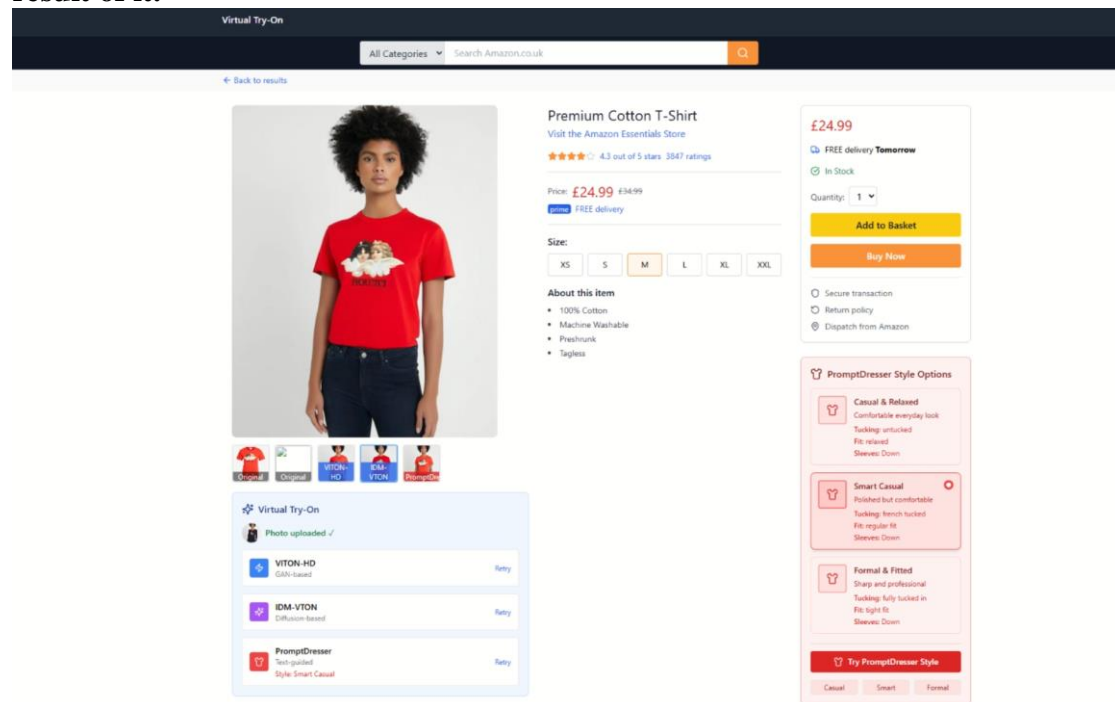 result of it.
Virtual Try-On
All Categories
Search Amazon.co.uk
← Back to results
Premium Cotton T-Shirt
Visit the Amazon Essentials Store
4.3 out of 5 stars 3847 ratings
Price: £24.99 £34.99
prime FREE delivery
Size:
XS S M L XL XXL
About this item
• 100% Cotton
• Machine Washable
• Preshrunk
• Tagless
£24.99
FREE delivery Tomorrow
In Stock
Quantity: 1
Add to Basket
Buy Now
Secure transaction
Return policy
Dispatch from Amazon
PromptDresser Style Options
Casual & Relaxed
Comfortable everyday look
Tucking: untucked
Fit: relaxed
Sleeves: Down
Smart Casual
Polished but comfortable
Tucking: french tucked
Fit: regular fit
Sleeves: Down
Formal & Fitted
Sharp and professional
Tucking: fully tucked in
Fit: tight fit
Sleeves: Down
Try PromptDresser Style
Casual Smart Formal
Original
Original
VITON-
HD
IDM-
VTON
PromptDre
Virtual Try-On
Photo uploaded ✓
VITON-HD
GAN-based
Retry
IDM-VTON
Diffusion-based
Retry
PromptDresser
Text-guided
Style: Smart Casual
Retry